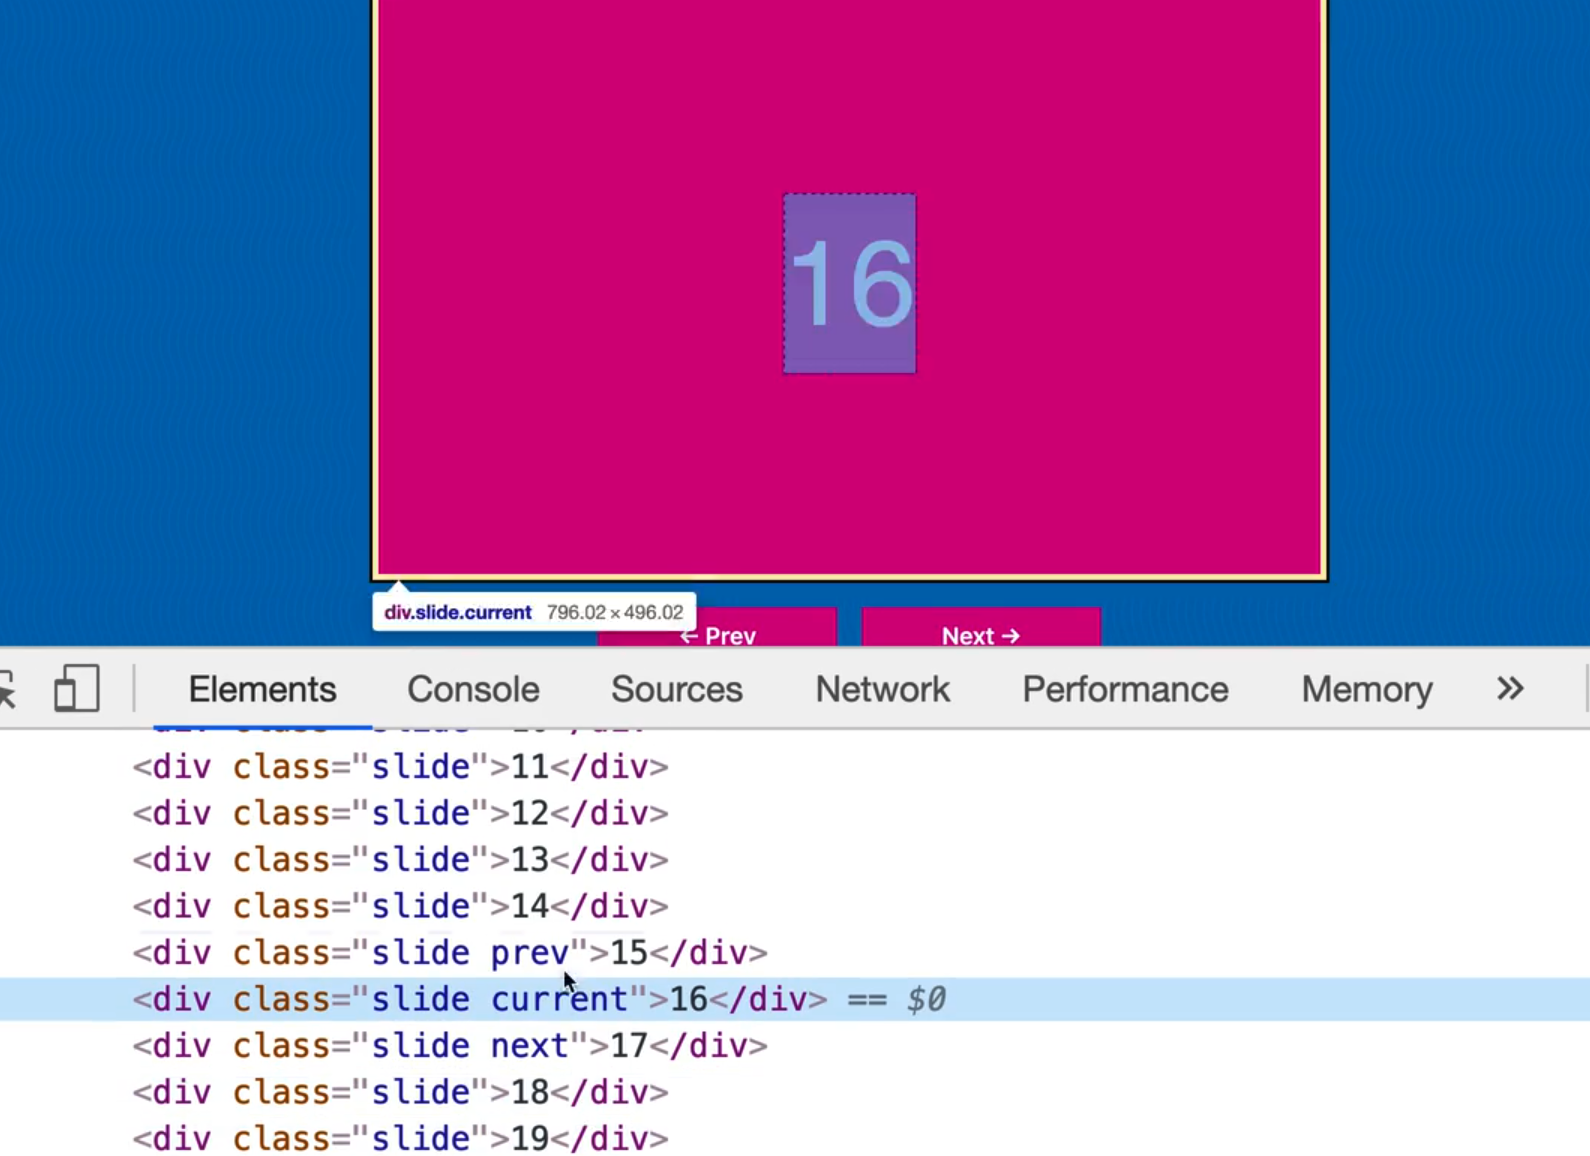 16
div.slide.current 796.02 × 496.02
← Prev Next →
Elements Console Sources Network Performance Memory »
<div class="slide">11</div>
<div class="slide">12</div>
<div class="slide">13</div>
<div class="slide">14</div>
<div class="slide prev">15</div>
<div class="slide current">16</div> == $0
<div class="slide next">17</div>
<div class="slide">18</div>
<div class="slide">19</div>